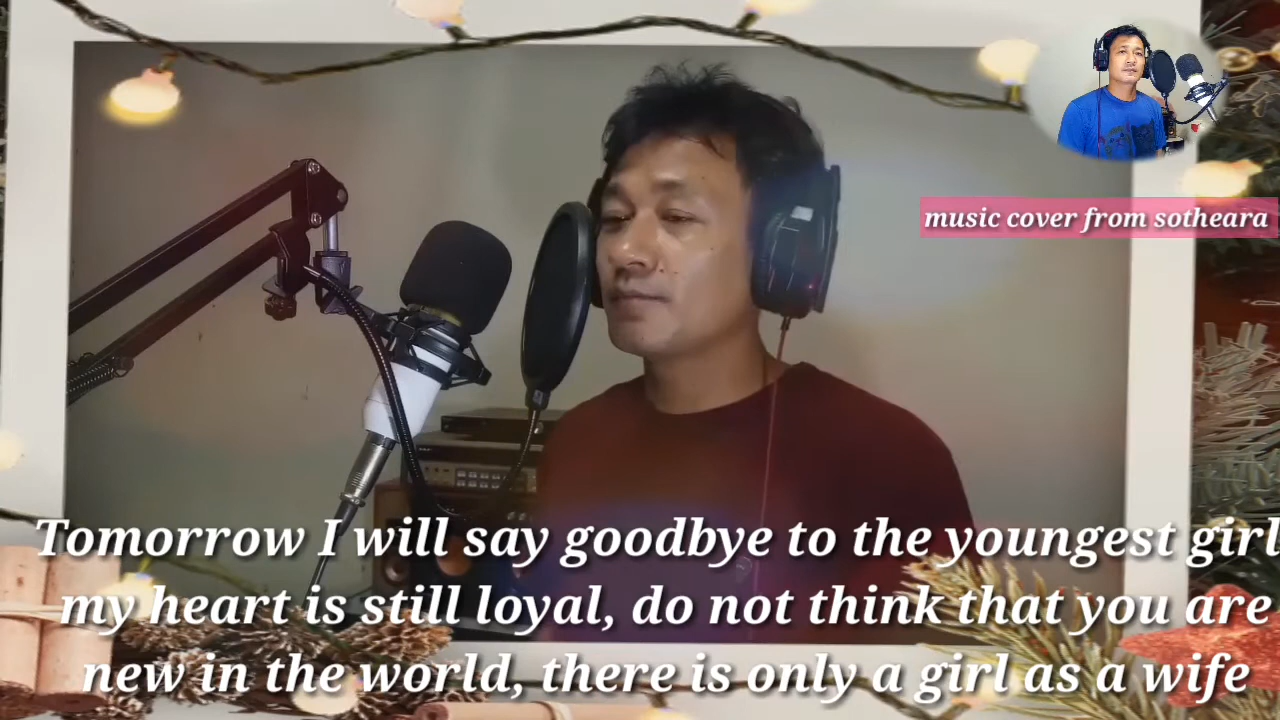 music cover from sotheara
Tomorrow I will say goodbye to the youngest girl
my heart is still loyal, do not think that you are
new in the world, there is only a girl as a wife